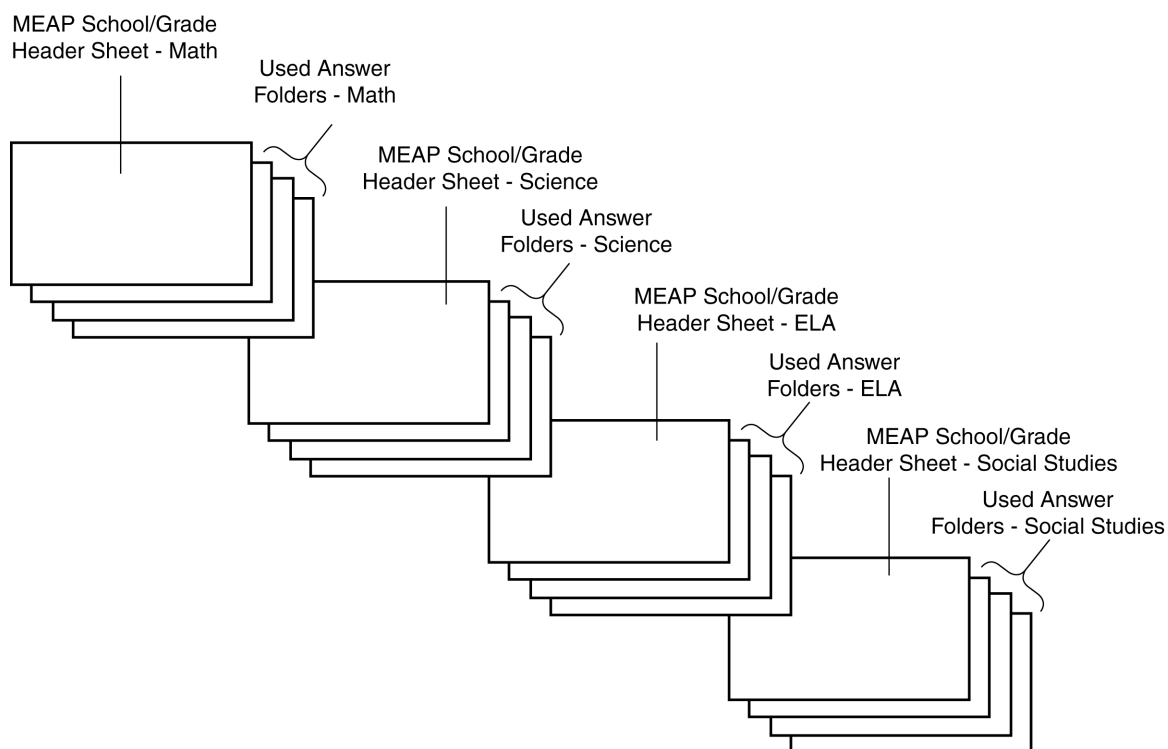 MEAP School/Grade
Header Sheet - Math
Used Answer
Folders - Math
MEAP School/Grade
Header Sheet - Science
Used Answer
Folders - Science
MEAP School/Grade
Header Sheet - ELA
Used Answer
Folders - ELA
MEAP School/Grade
Header Sheet - Social Studies
Used Answer
Folders - Social Studies